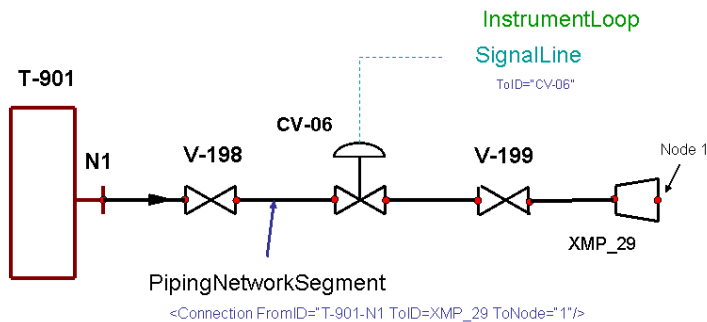 InstrumentLoop
SignalLine
ToID="CV-06"
T-901
CV-06
N1
V-198
V-199
Node 1
XMP_29
PipingNetworkSegment
<Connection FromID="T-901-N1 ToID=XMP_29 ToNode="1"/>